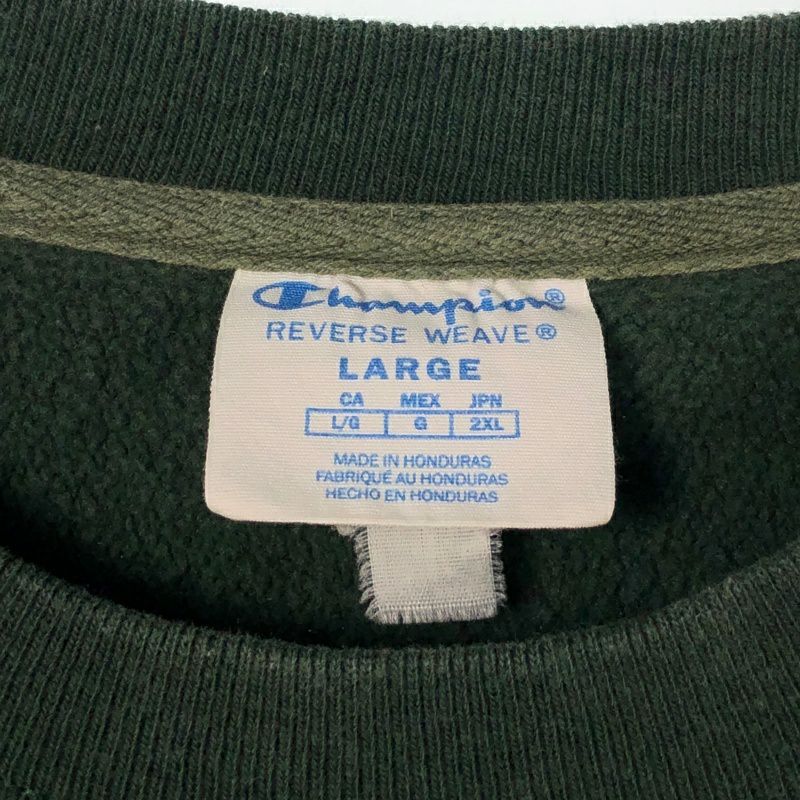 Champion®
REVERSE WEAVE®
LARGE
CA MEX JPN
L/G G 2XL
MADE IN HONDURAS
FABRIQUÉ AU HONDURAS
HECHO EN HONDURAS